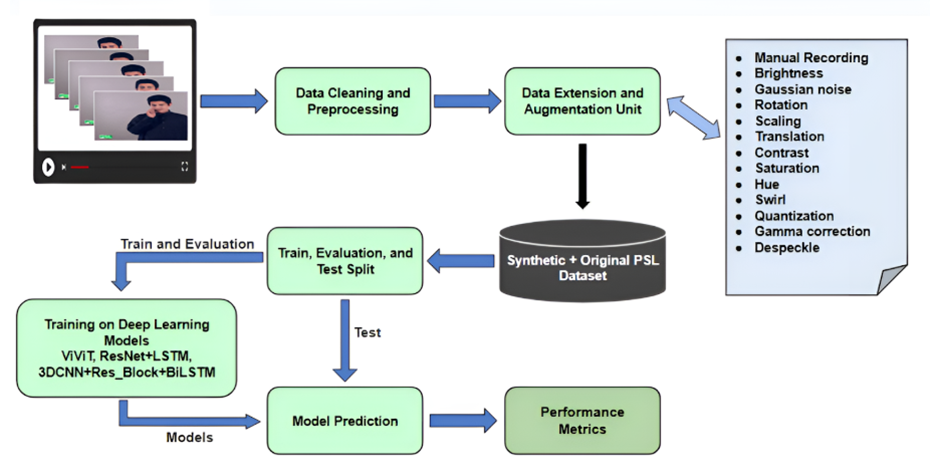 Data Cleaning and
Preprocessing
Data Extension and
Augmentation Unit
Manual Recording
Brightness
Gaussian noise
Rotation
Scaling
Translation
Contrast
Saturation
Hue
Swirl
Quantization
Gamma correction
Despeckle
Synthetic + Original PSL
Dataset
Train, Evaluation, and
Test Split
Train and Evaluation
Training on Deep Learning
Models
ViViT, ResNet+LSTM,
3DCNN+Res_Block+BiLSTM
Test
Models
Model Prediction
Performance
Metrics